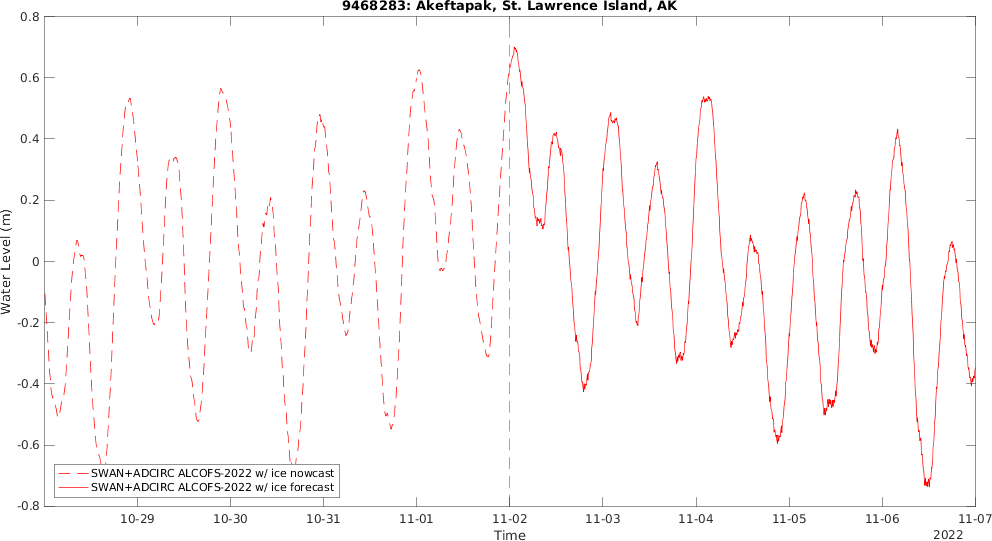 9468283: Akeftapak, St. Lawrence Island, AK
Water Level (m)
0.8
0.6
0.4
0.2
0
-0.2
-0.4
-0.6
-0.8
SWAN+ADCIRC ALCOFS-2022 w/ ice nowcast
SWAN+ADCIRC ALCOFS-2022 w/ ice forecast
10-29 10-30 10-31 11-01 11-02 11-03 11-04 11-05 11-06 11-07
Time
2022